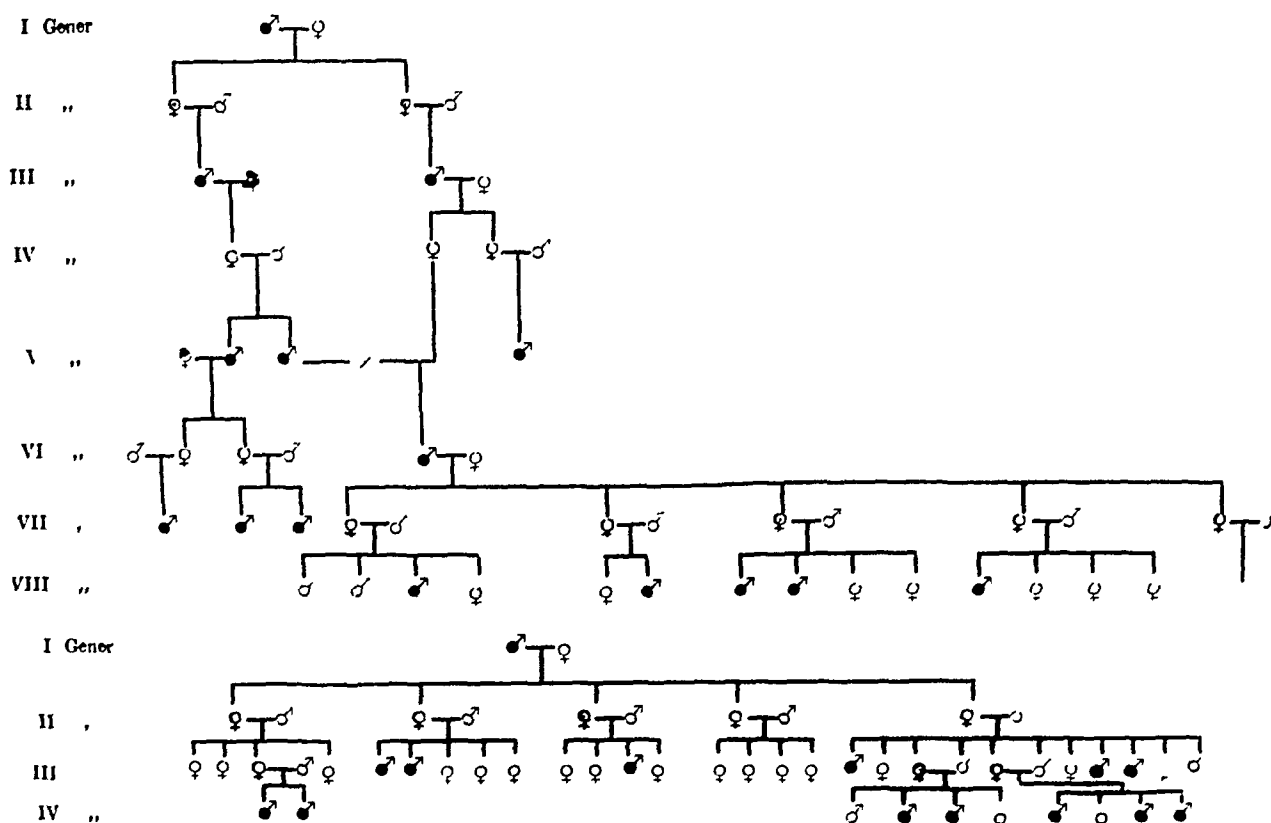 I Gener
II „
III „
IV „
V „
VI „
VII ,
VIII „
I Gener
II ,
III
IV „